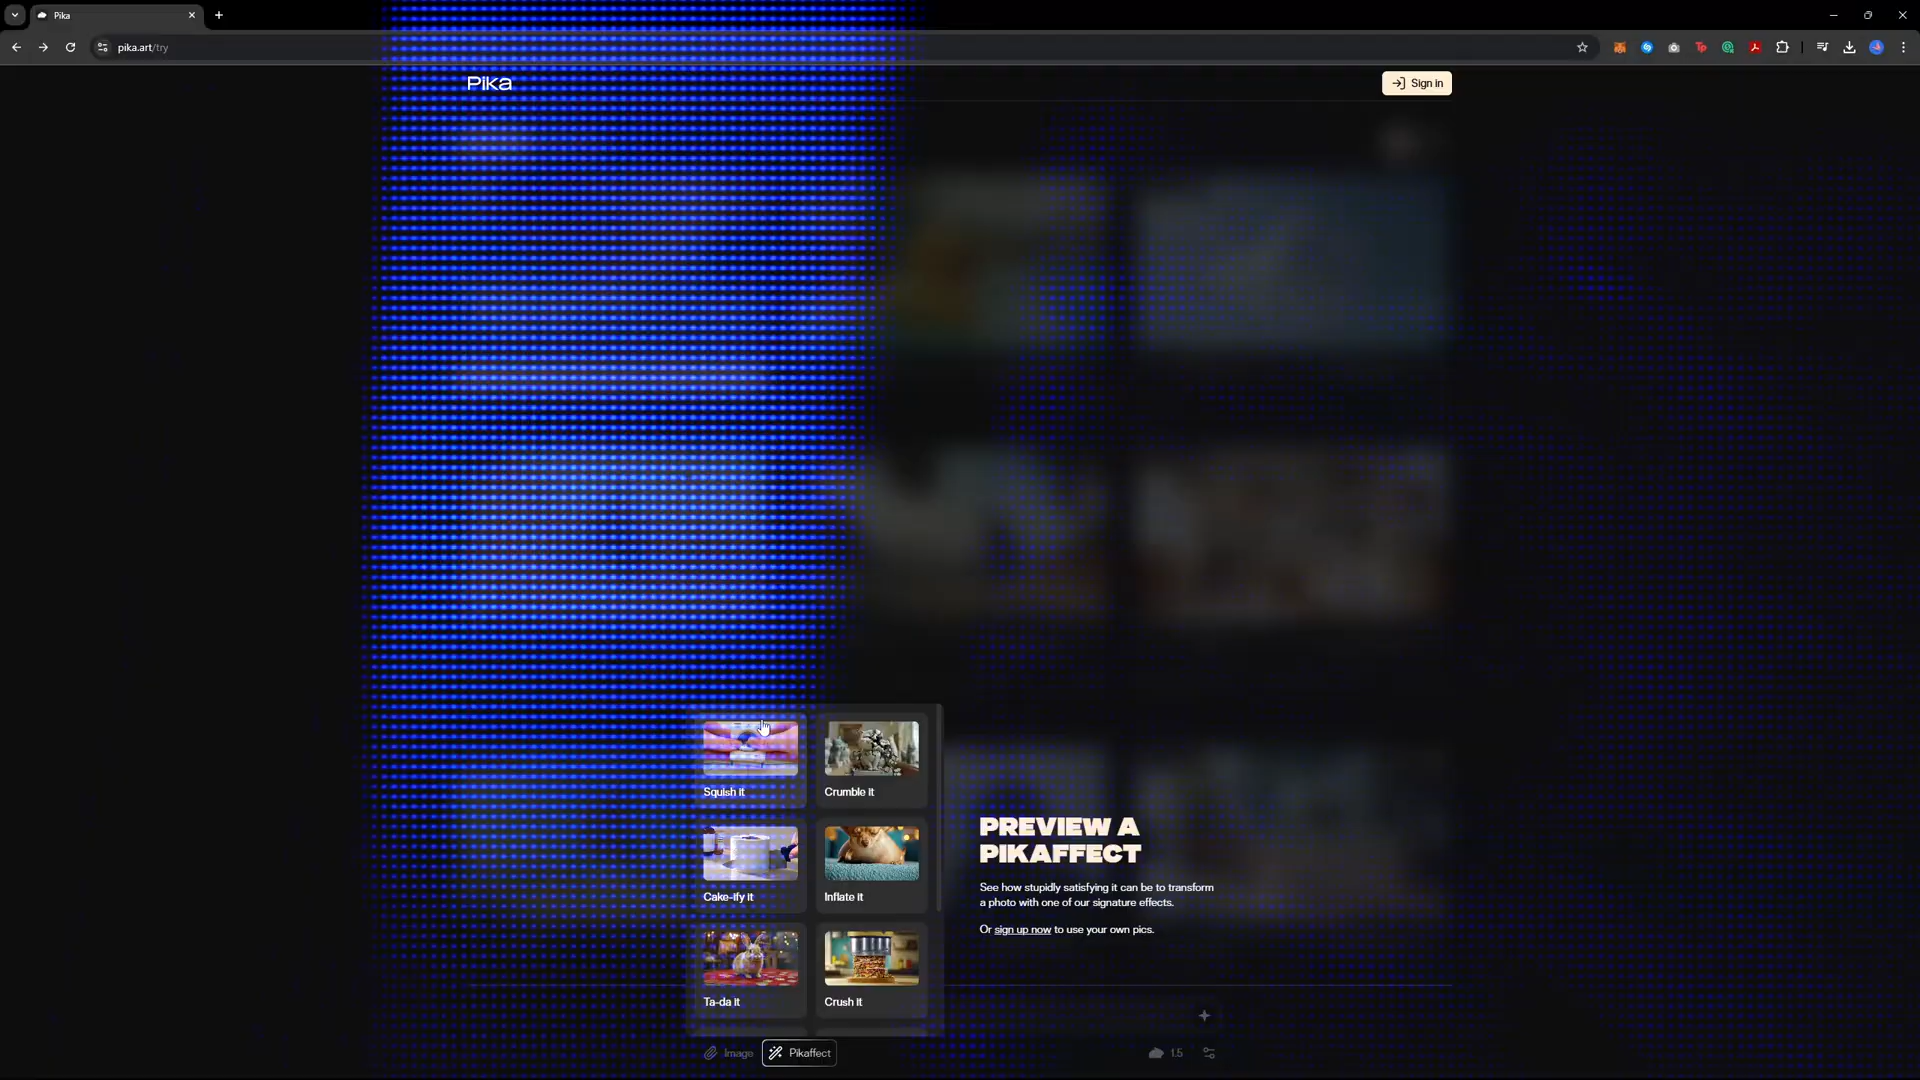 Pika
pika.art/try
Pika
Sign in
Squish it
Crumble it
Cake-ify it
Inflate it
Ta-da it
Crush it
PREVIEW A
PIKAFFECT
See how stupidly satisfying it can be to transform
a photo with one of our signature effects.
Or sign up now to use your own pics.
Image
Pikaffect
1.5